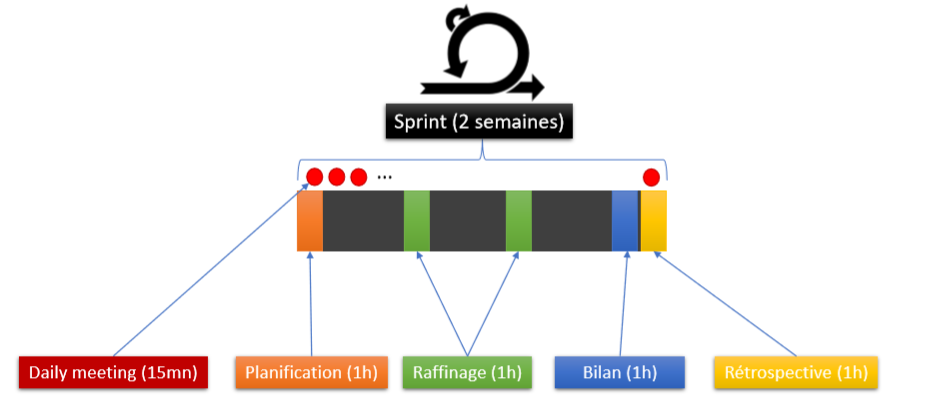 Sprint (2 semaines)
...
Daily meeting (15mn)
Planification (1h)
Raffinage (1h)
Bilan (1h)
Rétrospective (1h)